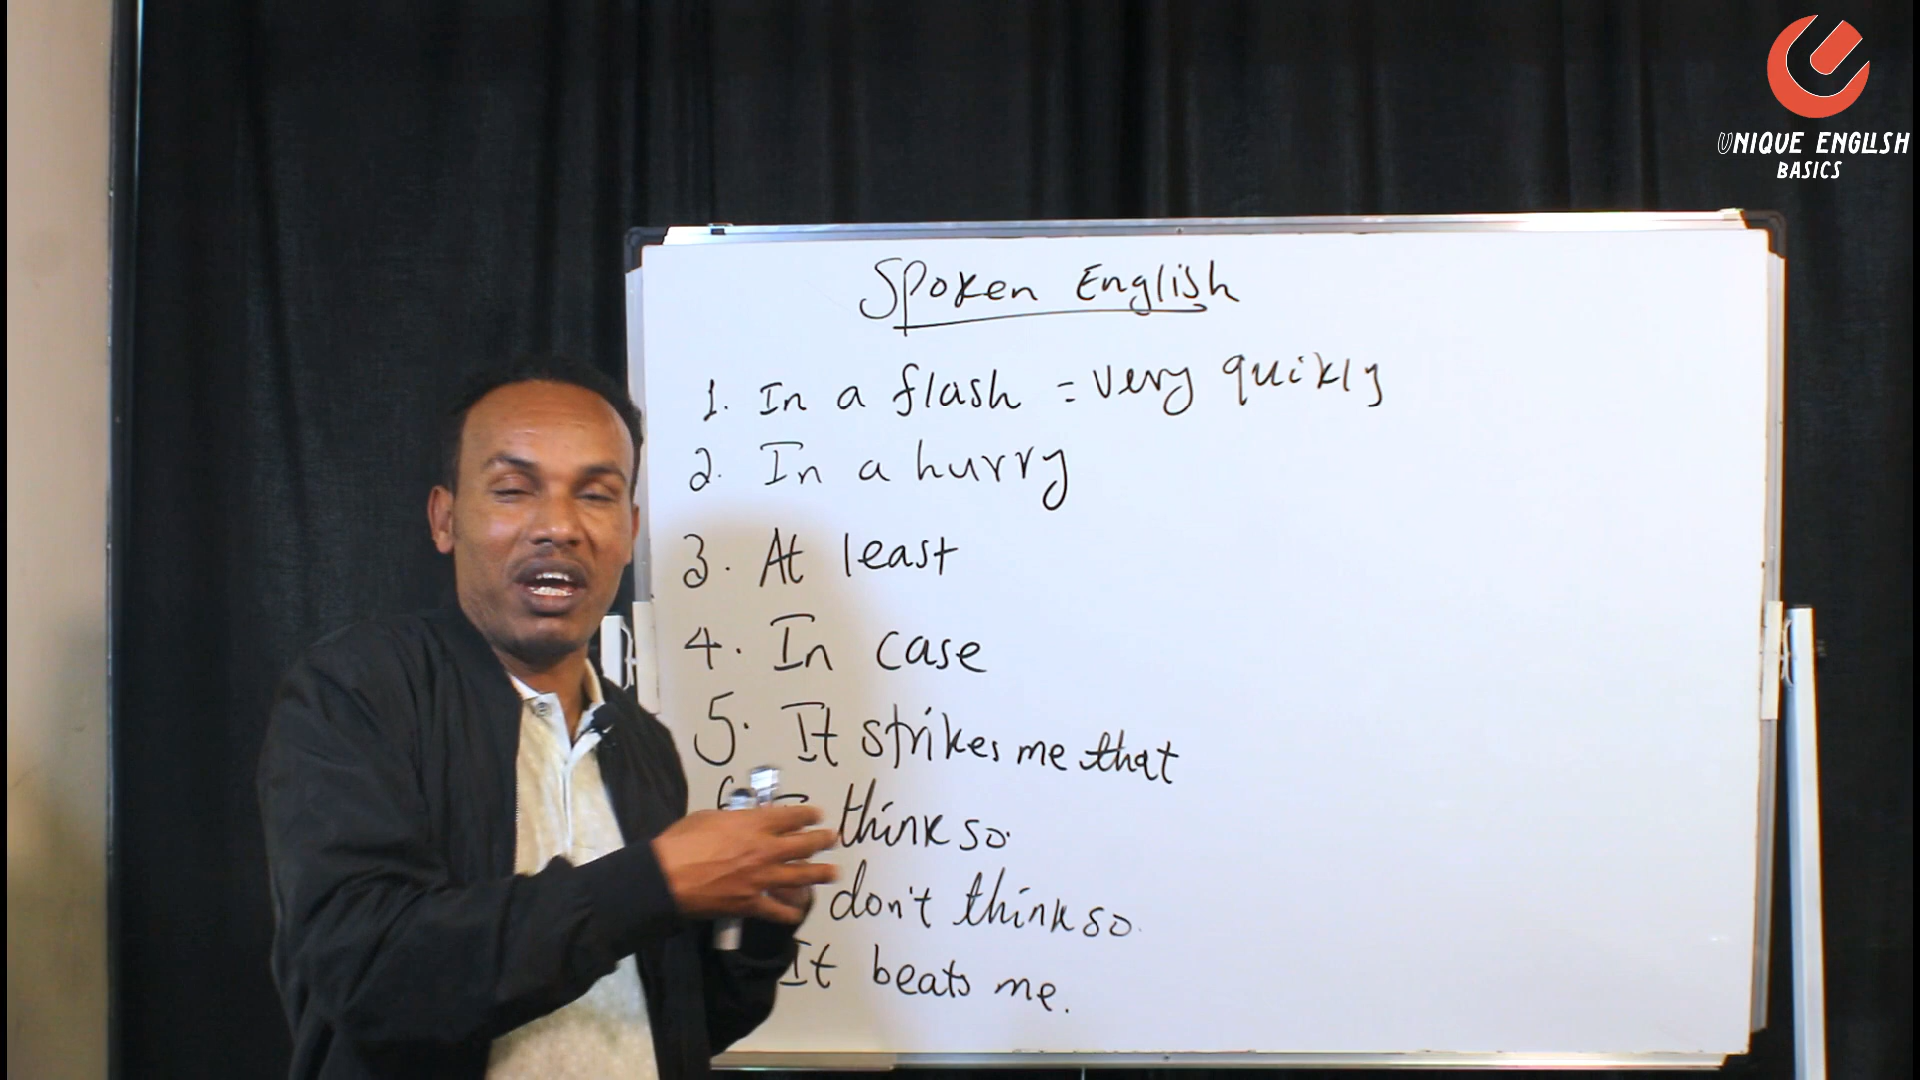 UNIQUE ENGLISH
BASICS
Spoken English
1. In a flash = very quikly
2. In a hurry
3. At least
4. In case
5. It strikes me that
think so.
don't think so.
It beats me.